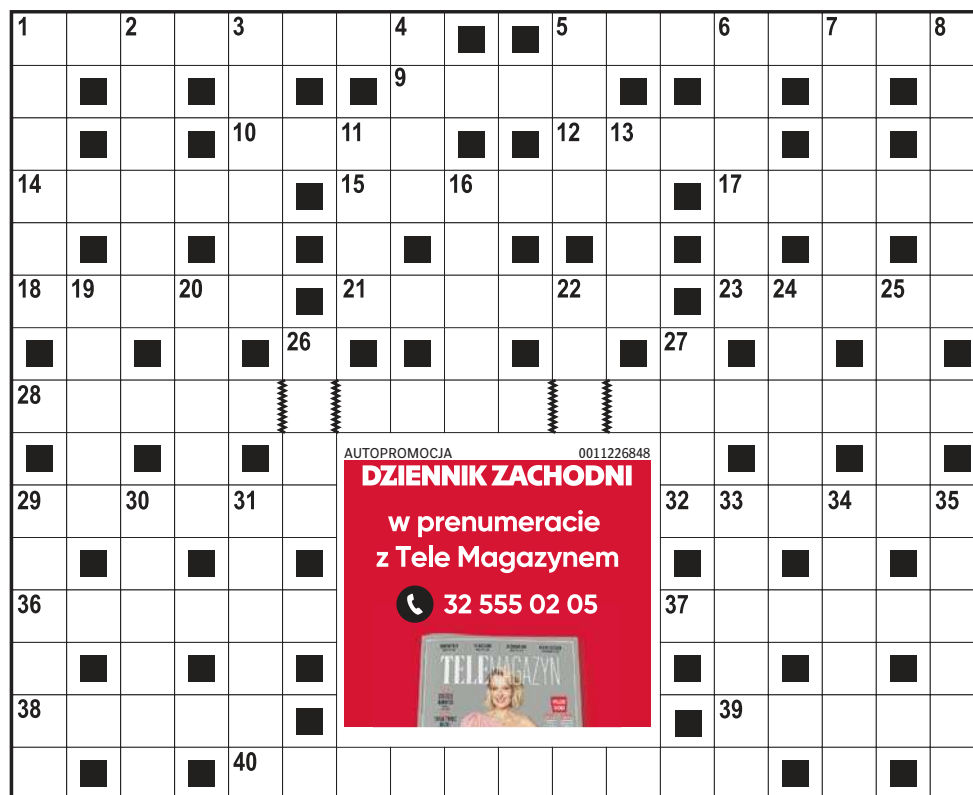 1 2 3 4 5 6 7 8
9
10 11 12 13
14 15 16 17
18 19 20 21 22 23 24 25
26 27
28
AUTOPROMOCJA 0011226848
DZIENNIK ZACHODNI
29 30 31 32 33 34 35
w prenumeracie
z Tele Magazynem
36 32 555 02 05 37
TELEMAGAZYN
38 39
40